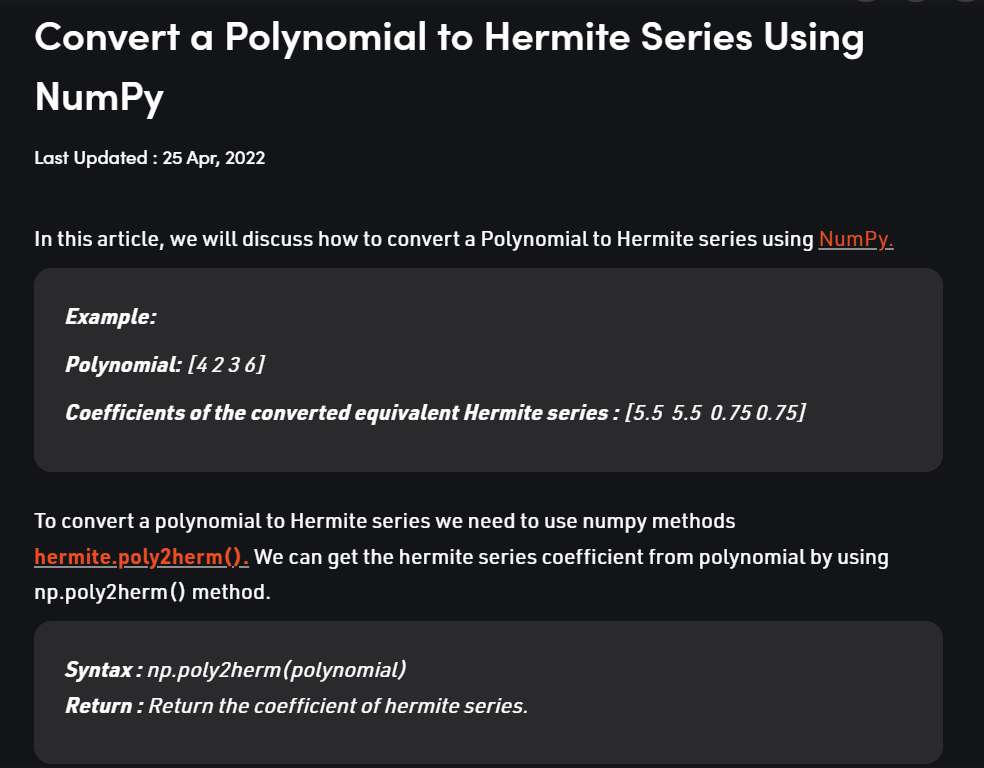 Convert a Polynomial to Hermite Series Using
NumPy
Last Updated : 25 Apr, 2022
In this article, we will discuss how to convert a Polynomial to Hermite series using NumPy.
Example:
Polynomial: [4 2 3 6]
Coefficients of the converted equivalent Hermite series : [5.5  5.5  0.75 0.75]
To convert a polynomial to Hermite series we need to use numpy methods
hermite.poly2herm(). We can get the hermite series coefficient from polynomial by using
np.poly2herm() method.
Syntax : np.poly2herm(polynomial)
Return : Return the coefficient of hermite series.